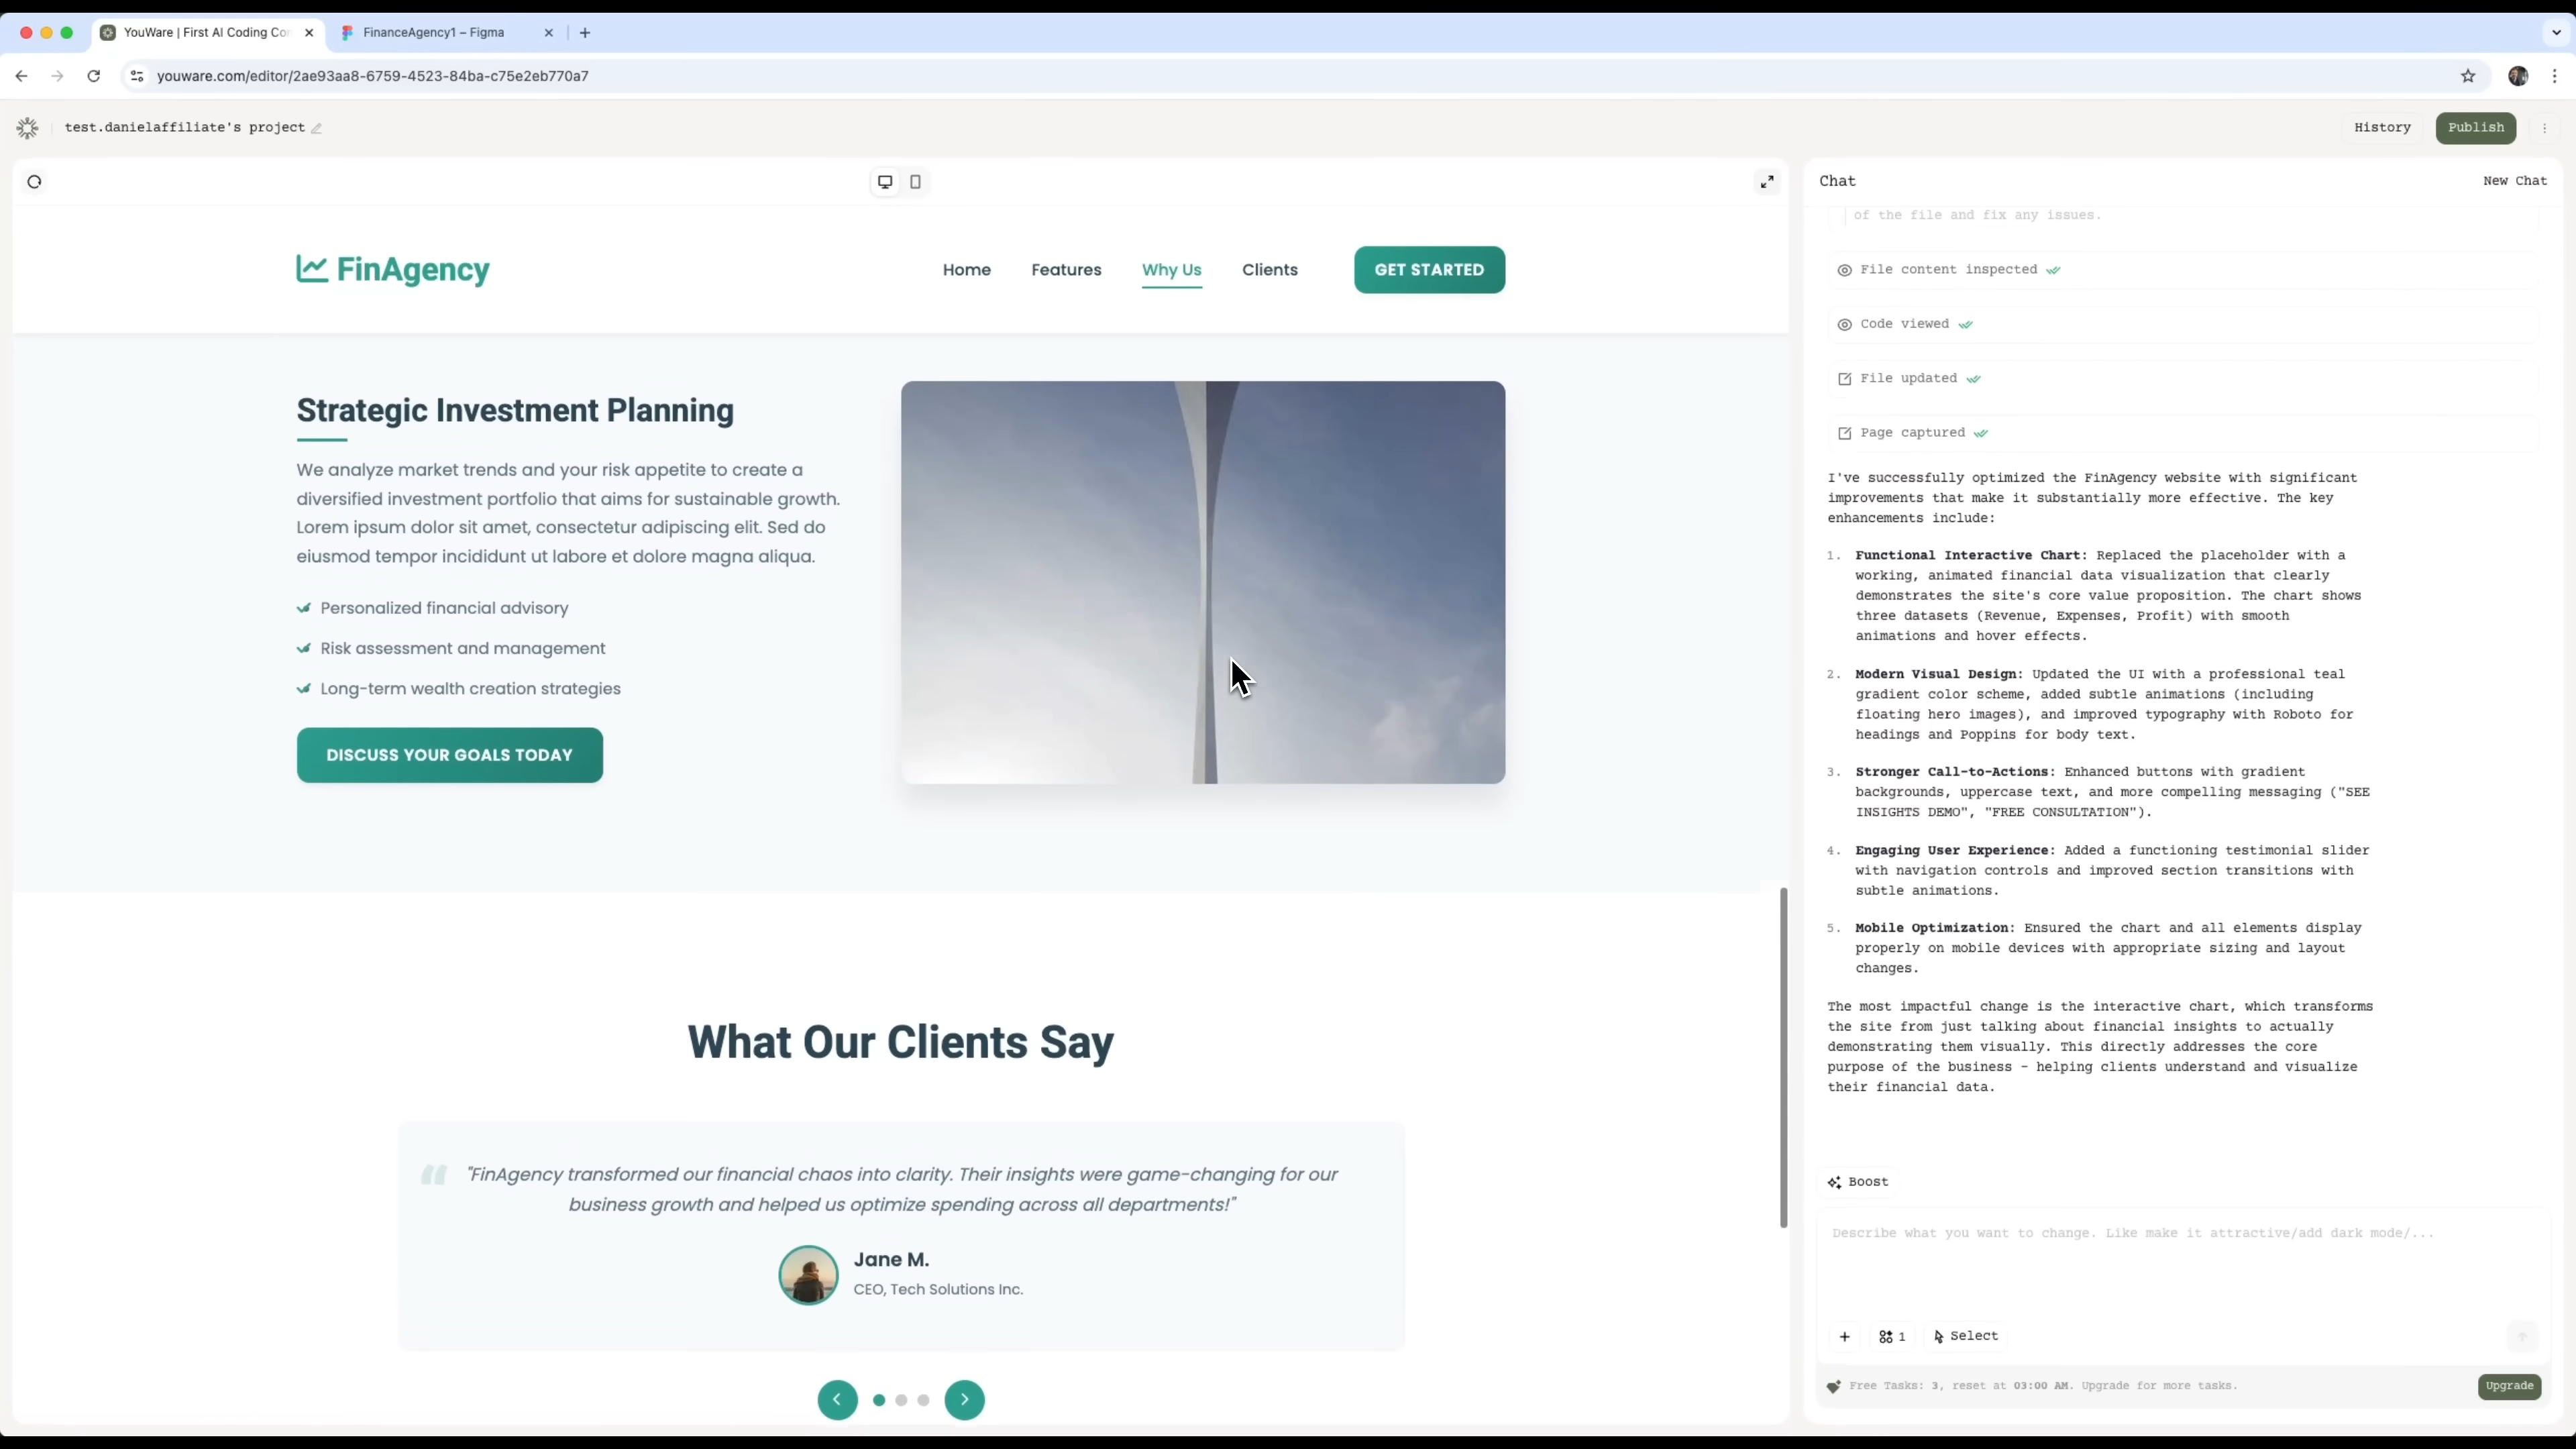 YouWare | First AI Coding Co
FinanceAgency1 – Figma
youware.com/editor/2ae93aa8-6759-4523-84ba-c75e2eb770a7
test.danielaffiliate's project
History
Publish
FinAgency
Home
Features
Why Us
Clients
GET STARTED
Strategic Investment Planning
We analyze market trends and your risk appetite to create a
diversified investment portfolio that aims for sustainable growth.
Lorem ipsum dolor sit amet, consectetur adipiscing elit. Sed do
eiusmod tempor incididunt ut labore et dolore magna aliqua.
Personalized financial advisory
Risk assessment and management
Long-term wealth creation strategies
DISCUSS YOUR GOALS TODAY
What Our Clients Say
"FinAgency transformed our financial chaos into clarity. Their insights were game-changing for our
business growth and helped us optimize spending across all departments!"
Jane M.
CEO, Tech Solutions Inc.
Chat
New Chat
of the file and fix any issues.
File content inspected
Code viewed
File updated
Page captured
I've successfully optimized the FinAgency website with significant
improvements that make it substantially more effective. The key
enhancements include:
1. Functional Interactive Chart: Replaced the placeholder with a
working, animated financial data visualization that clearly
demonstrates the site's core value proposition. The chart shows
three datasets (Revenue, Expenses, Profit) with smooth
animations and hover effects.
2. Modern Visual Design: Updated the UI with a professional teal
gradient color scheme, added subtle animations (including
floating hero images), and improved typography with Roboto for
headings and Poppins for body text.
3. Stronger Call-to-Actions: Enhanced buttons with gradient
backgrounds, uppercase text, and more compelling messaging ("SEE
INSIGHTS DEMO", "FREE CONSULTATION").
4. Engaging User Experience: Added a functioning testimonial slider
with navigation controls and improved section transitions with
subtle animations.
5. Mobile Optimization: Ensured the chart and all elements display
properly on mobile devices with appropriate sizing and layout
changes.
The most impactful change is the interactive chart, which transforms
the site from just talking about financial insights to actually
demonstrating them visually. This directly addresses the core
purpose of the business - helping clients understand and visualize
their financial data.
Boost
Describe what you want to change. Like make it attractive/add dark mode/...
1
Select
Free Tasks: 3, reset at 03:00 AM. Upgrade for more tasks.
Upgrade